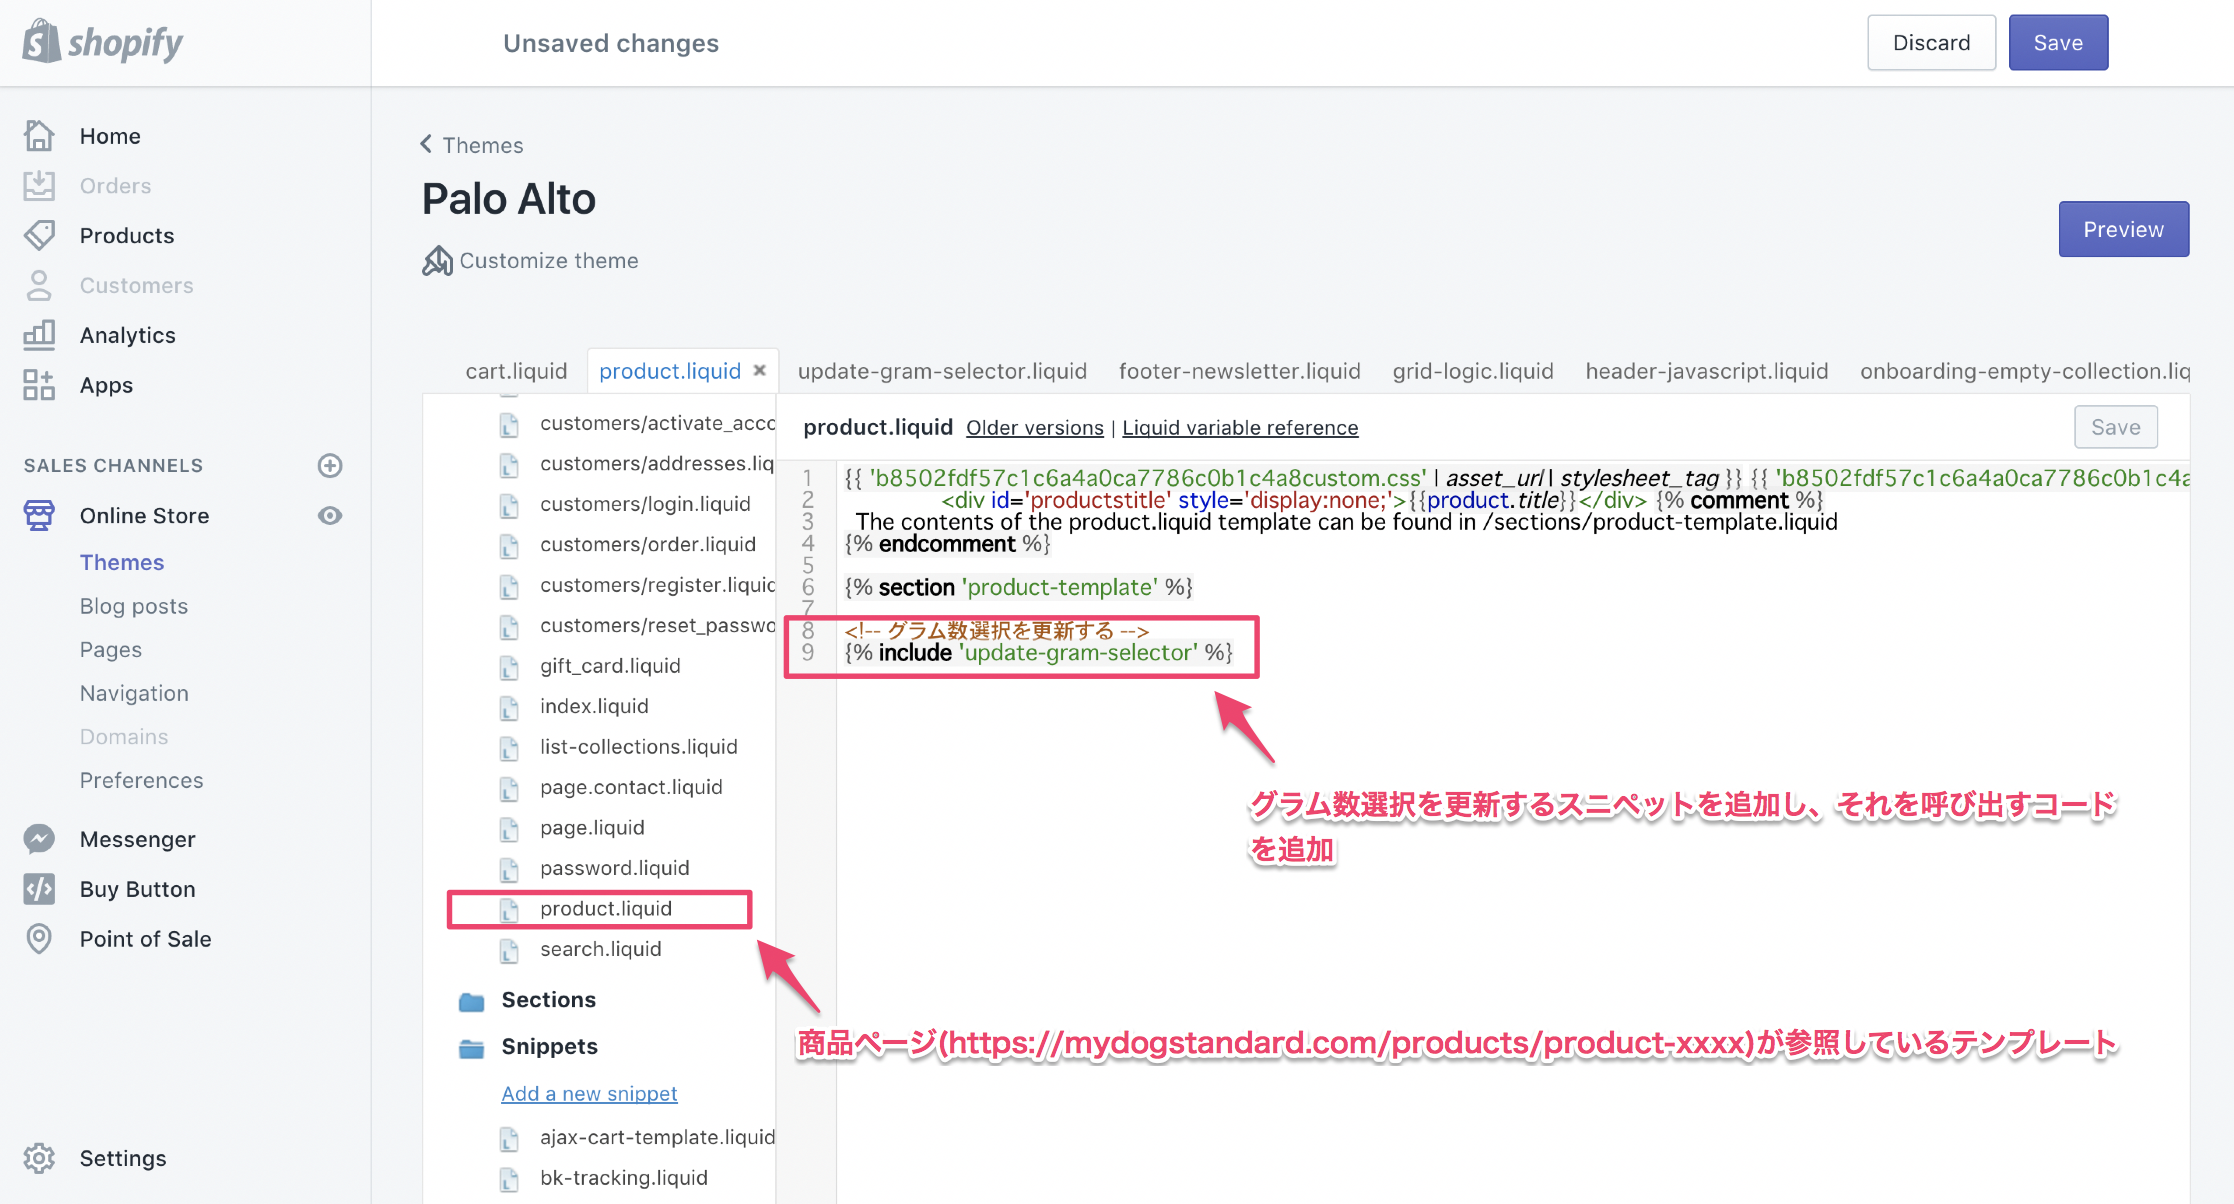 shopify
Unsaved changes
Discard
Save
Home
Orders
Products
Customers
Analytics
Apps
SALES CHANNELS
Online Store
Themes
Blog posts
Pages
Navigation
Domains
Preferences
Messenger
Buy Button
Point of Sale
Settings
Themes
Palo Alto
Customize theme
Preview
cart.liquid
product.liquid ×
update-gram-selector.liquid
footer-newsletter.liquid
grid-logic.liquid
header-javascript.liquid
onboarding-empty-collection.liq
customers/activate_acco
customers/addresses.liq
customers/login.liquid
customers/order.liquid
customers/register.liquid
customers/reset_passwo
gift_card.liquid
index.liquid
list-collections.liquid
page.contact.liquid
page.liquid
password.liquid
product.liquid
search.liquid
Sections
Snippets
Add a new snippet
ajax-cart-template.liquid
bk-tracking.liquid
product.liquid Older versions | Liquid variable reference
Save
1 {{ 'b8502fdf57c1c6a4a0ca7786c0b1c4a8custom.css' | asset_url | stylesheet_tag }} {{ 'b8502fdf57c1c6a4a0ca7786c0b1c4a
2 <div id='productstitle' style='display:none;'>{{product.title}}</div> {% comment %}
3 The contents of the product.liquid template can be found in /sections/product-template.liquid
4 {% endcomment %}
5
6 {% section 'product-template' %}
7
8 <!-- グラム数選択を更新する -->
9 {% include 'update-gram-selector' %}
グラム数選択を更新するスニペットを追加し、それを呼び出すコード
を追加
商品ページ(https://mydogstandard.com/products/product-xxxx)が参照しているテンプレート